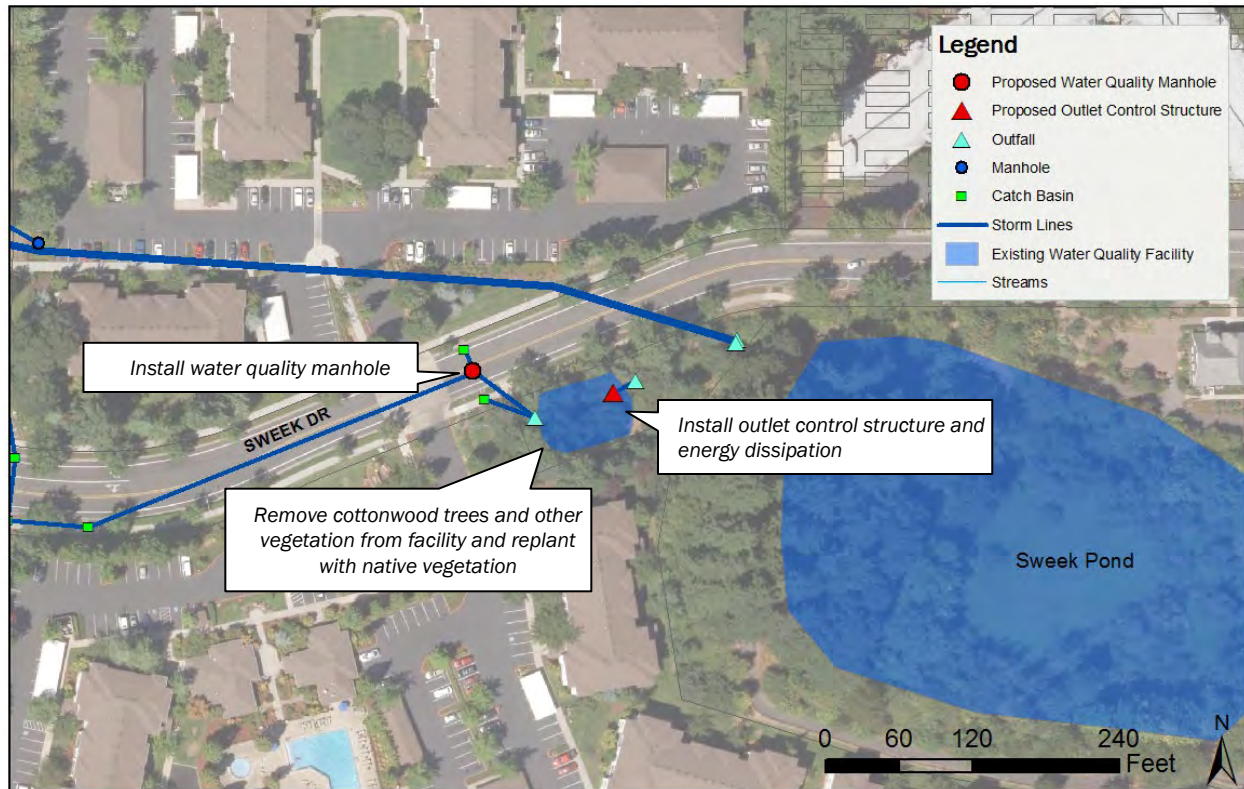 Legend
Proposed Water Quality Manhole
Proposed Outlet Control Structure
Outfall
Manhole
Catch Basin
Storm Lines
Existing Water Quality Facility
Streams
Install water quality manhole
SWEEK DR
Install outlet control structure and
energy dissipation
Remove cottonwood trees and other
vegetation from facility and replant
with native vegetation
Sweek Pond
N
0 60 120 240
Feet